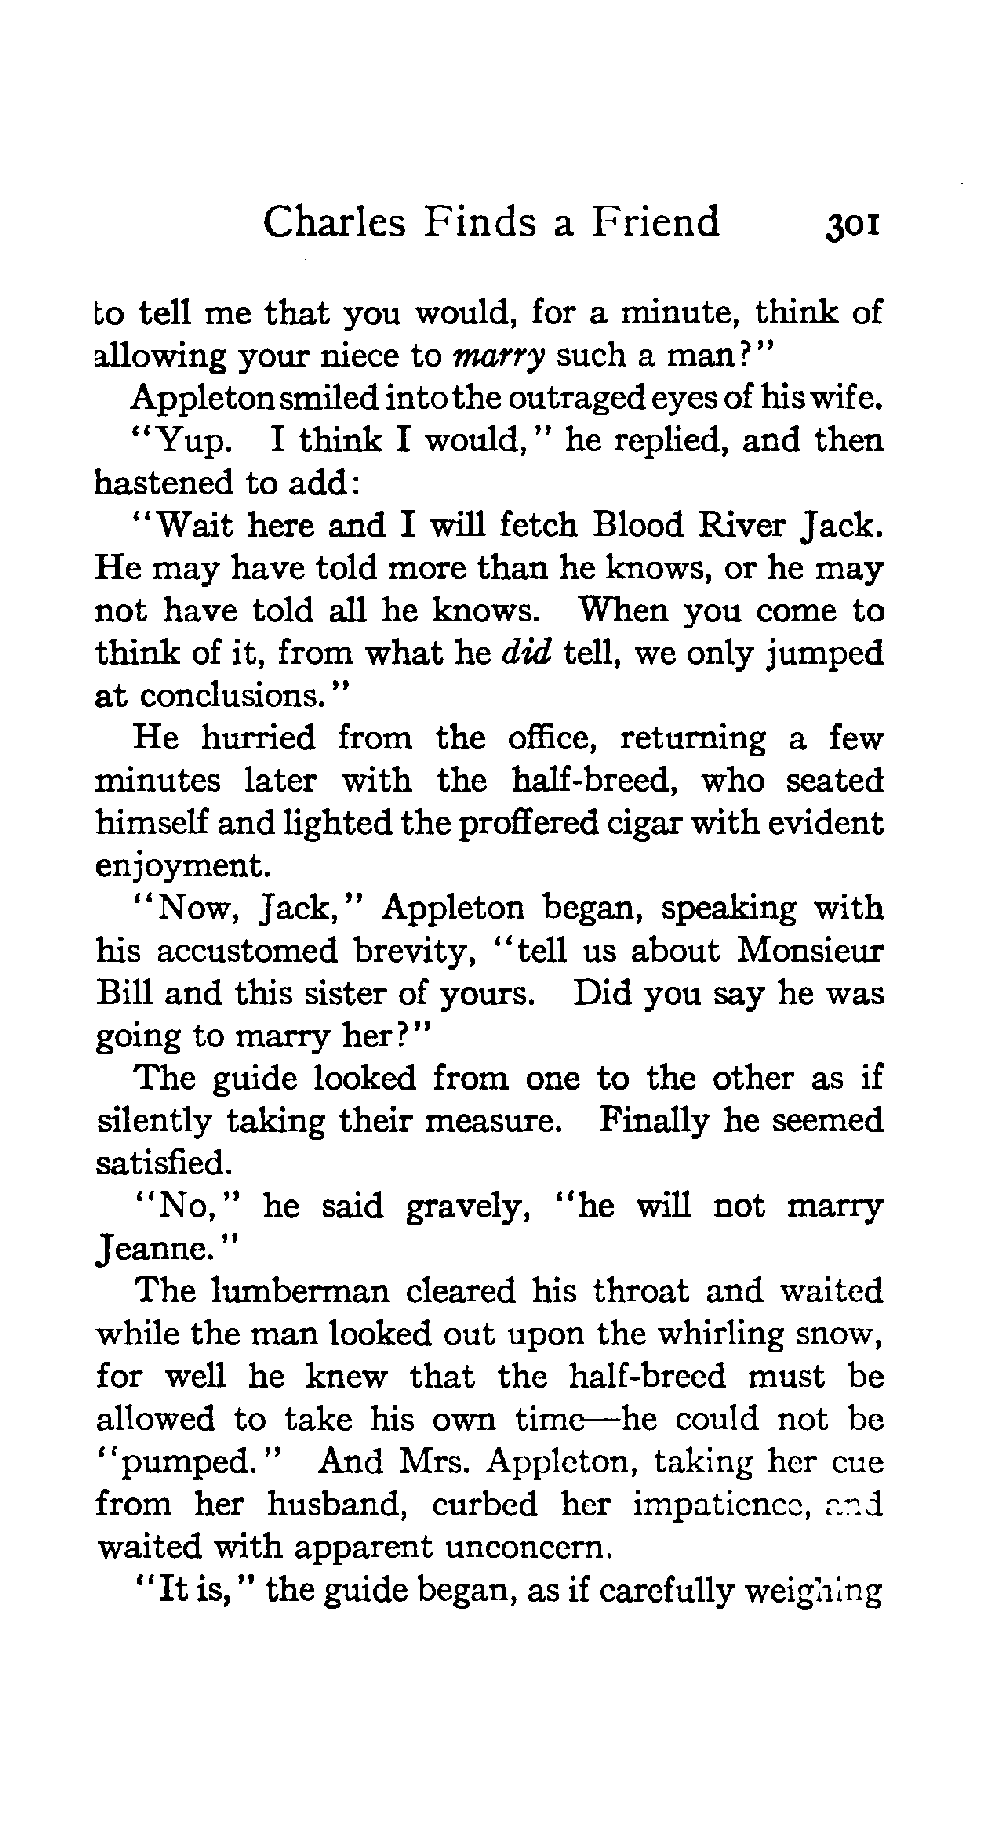 Charles Finds a Friend 301
to tell me that you would, for a minute, think of
allowing your niece to marry such a man?"
Appleton smiled into the outraged eyes of his wife.
"Yup. I think I would," he replied, and then
hastened to add:
"Wait here and I will fetch Blood River Jack.
He may have told more than he knows, or he may
not have told all he knows. When you come to
think of it, from what he did tell, we only jumped
at conclusions."
He hurried from the office, returning a few
minutes later with the half-breed, who seated
himself and lighted the proffered cigar with evident
enjoyment.
"Now, Jack," Appleton began, speaking with
his accustomed brevity, "tell us about Monsieur
Bill and this sister of yours. Did you say he was
going to marry her?"
The guide looked from one to the other as if
silently taking their measure. Finally he seemed
satisfied.
"No," he said gravely, "he will not marry
Jeanne."
The lumberman cleared his throat and waited
while the man looked out upon the whirling snow,
for well he knew that the half-breed must be
allowed to take his own time—he could not be
"pumped." And Mrs. Appleton, taking her cue
from her husband, curbed her impatience, and
waited with apparent unconcern.
"It is," the guide began, as if carefully weighing